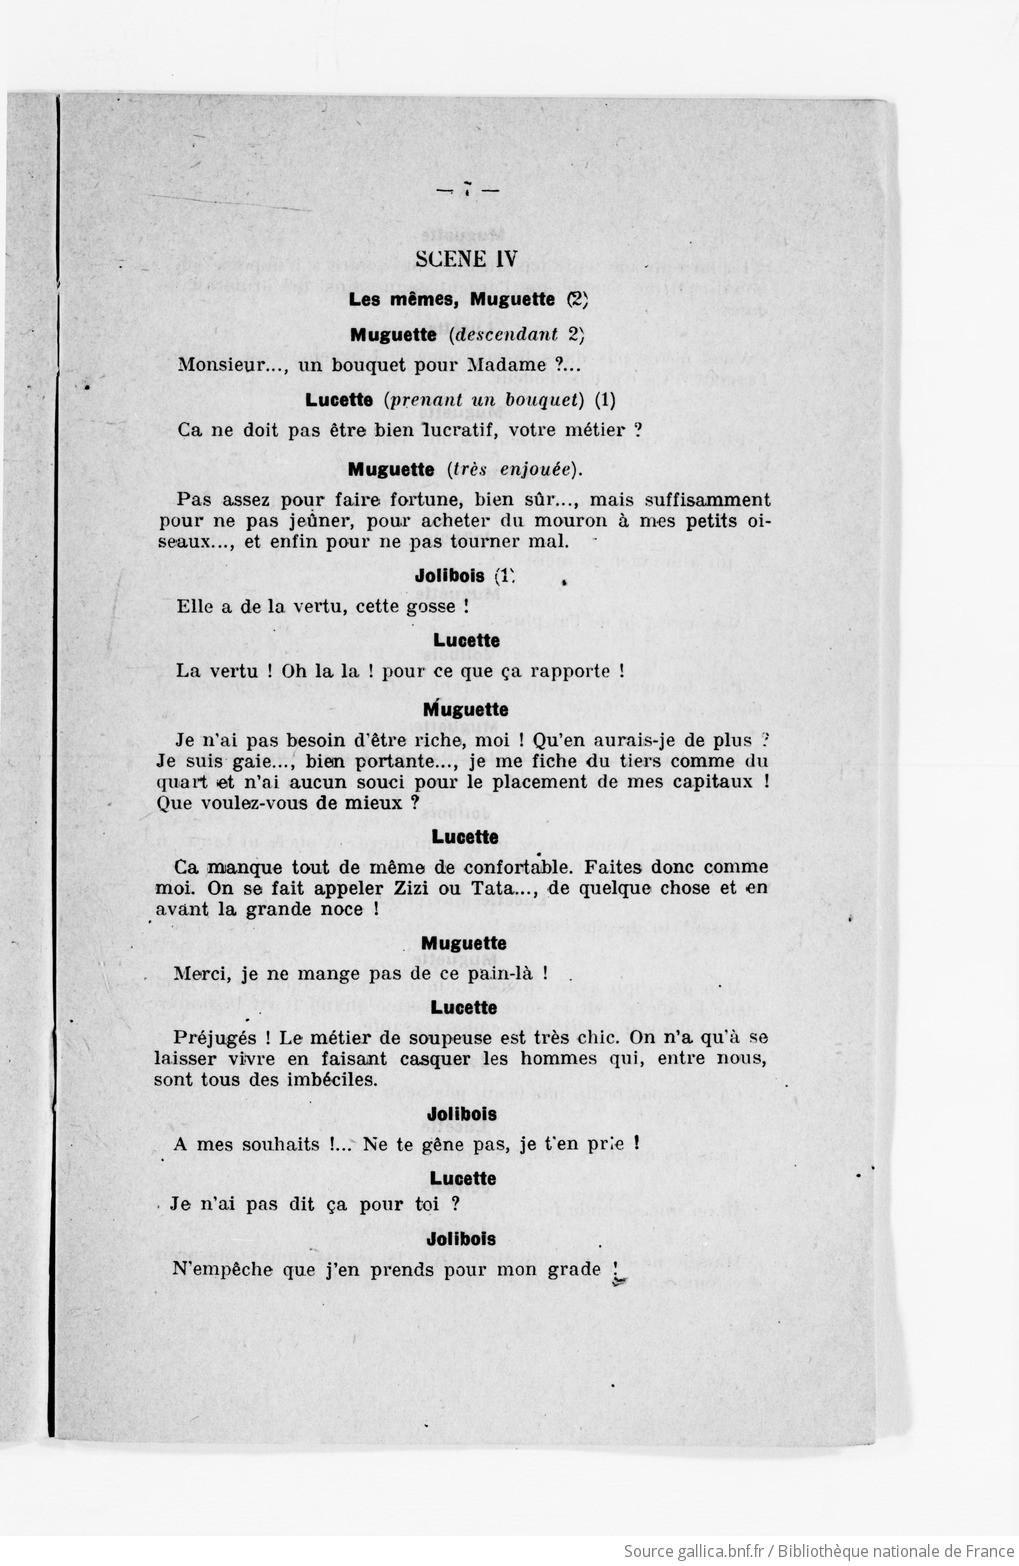 — 7 —
SCENE IV
Les mêmes, Muguette (2)
Muguette (descendant 2)
Monsieur..., un bouquet pour Madame ?...
Lucette (prenant un bouquet) (1)
Ca ne doit pas être bien lucratif, votre métier ?
Muguette (très enjouée).
Pas assez pour faire fortune, bien sûr..., mais suffisamment
pour ne pas jeûner, pour acheter du mouron à mes petits oi-
seaux..., et enfin pour ne pas tourner mal.
Jolibois (1)
Elle a de la vertu, cette gosse !
Lucette
La vertu ! Oh la la ! pour ce que ça rapporte !
Muguette
Je n'ai pas besoin d'être riche, moi ! Qu'en aurais-je de plus ?
Je suis gaie..., bien portante..., je me fiche du tiers comme du
quart et n'ai aucun souci pour le placement de mes capitaux !
Que voulez-vous de mieux ?
Lucette
Ca manque tout de même de confortable. Faites donc comme
moi. On se fait appeler Zizi ou Tata..., de quelque chose et en
avant la grande noce !
Muguette
Merci, je ne mange pas de ce pain-là !
Lucette
Préjugés ! Le métier de soupeuse est très chic. On n'a qu'à se
laisser vivre en faisant casquer les hommes qui, entre nous,
sont tous des imbéciles.
Jolibois
A mes souhaits !... Ne te gêne pas, je t'en prie !
Lucette
Je n'ai pas dit ça pour toi ?
Jolibois
N'empêche que j'en prends pour mon grade !
Source gallica.bnf.fr / Bibliothèque nationale de France